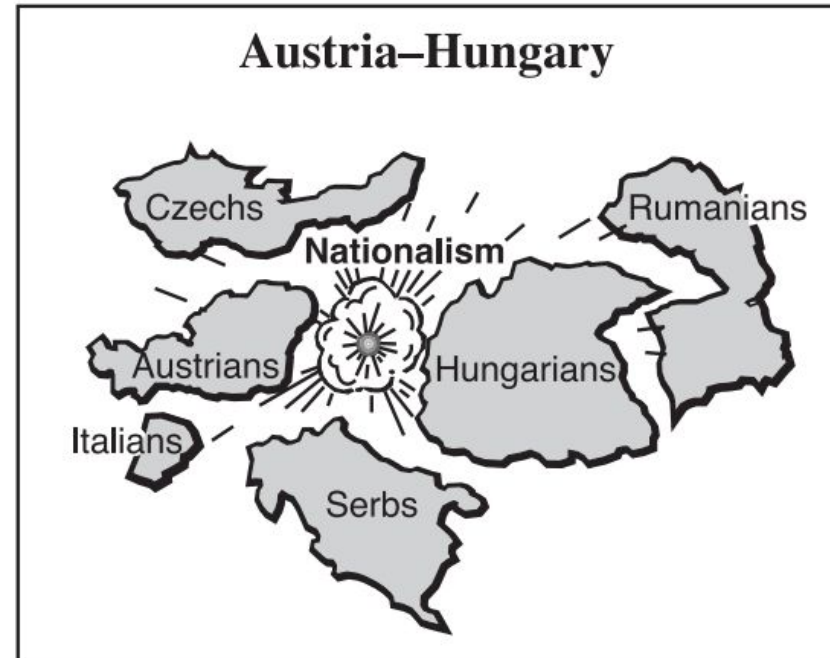 Austria–Hungary
Czechs
Rumanians
Nationalism
Austrians
Hungarians
Italians
Serbs